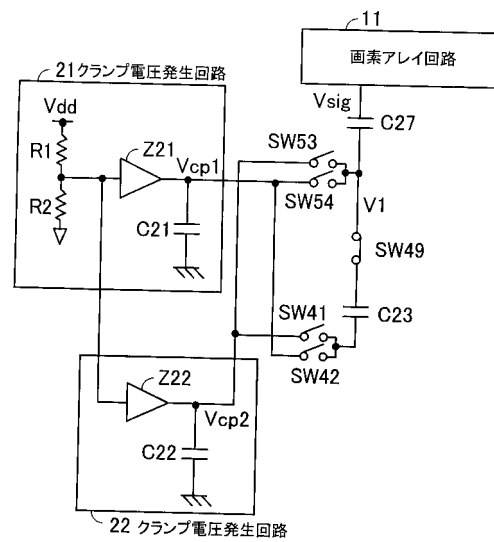 11
画素アレイ回路
21クランプ電圧発生回路
Vdd
Vsig
C27
R1
Z21
Vcp1
SW53
R2
SW54
V1
C21
SW49
SW41
C23
SW42
Z22
Vcp2
C22
22 クランプ電圧発生回路